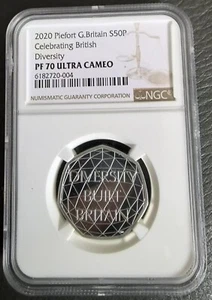 2020 Piefort G.Britain S50P
Celebrating British
Diversity
PF 70 ULTRA CAMEO
6182720-004
NUMISMATIC GUARANTY CORPORATION
NGC
DIVERSITY
BUILT
BRITAIN